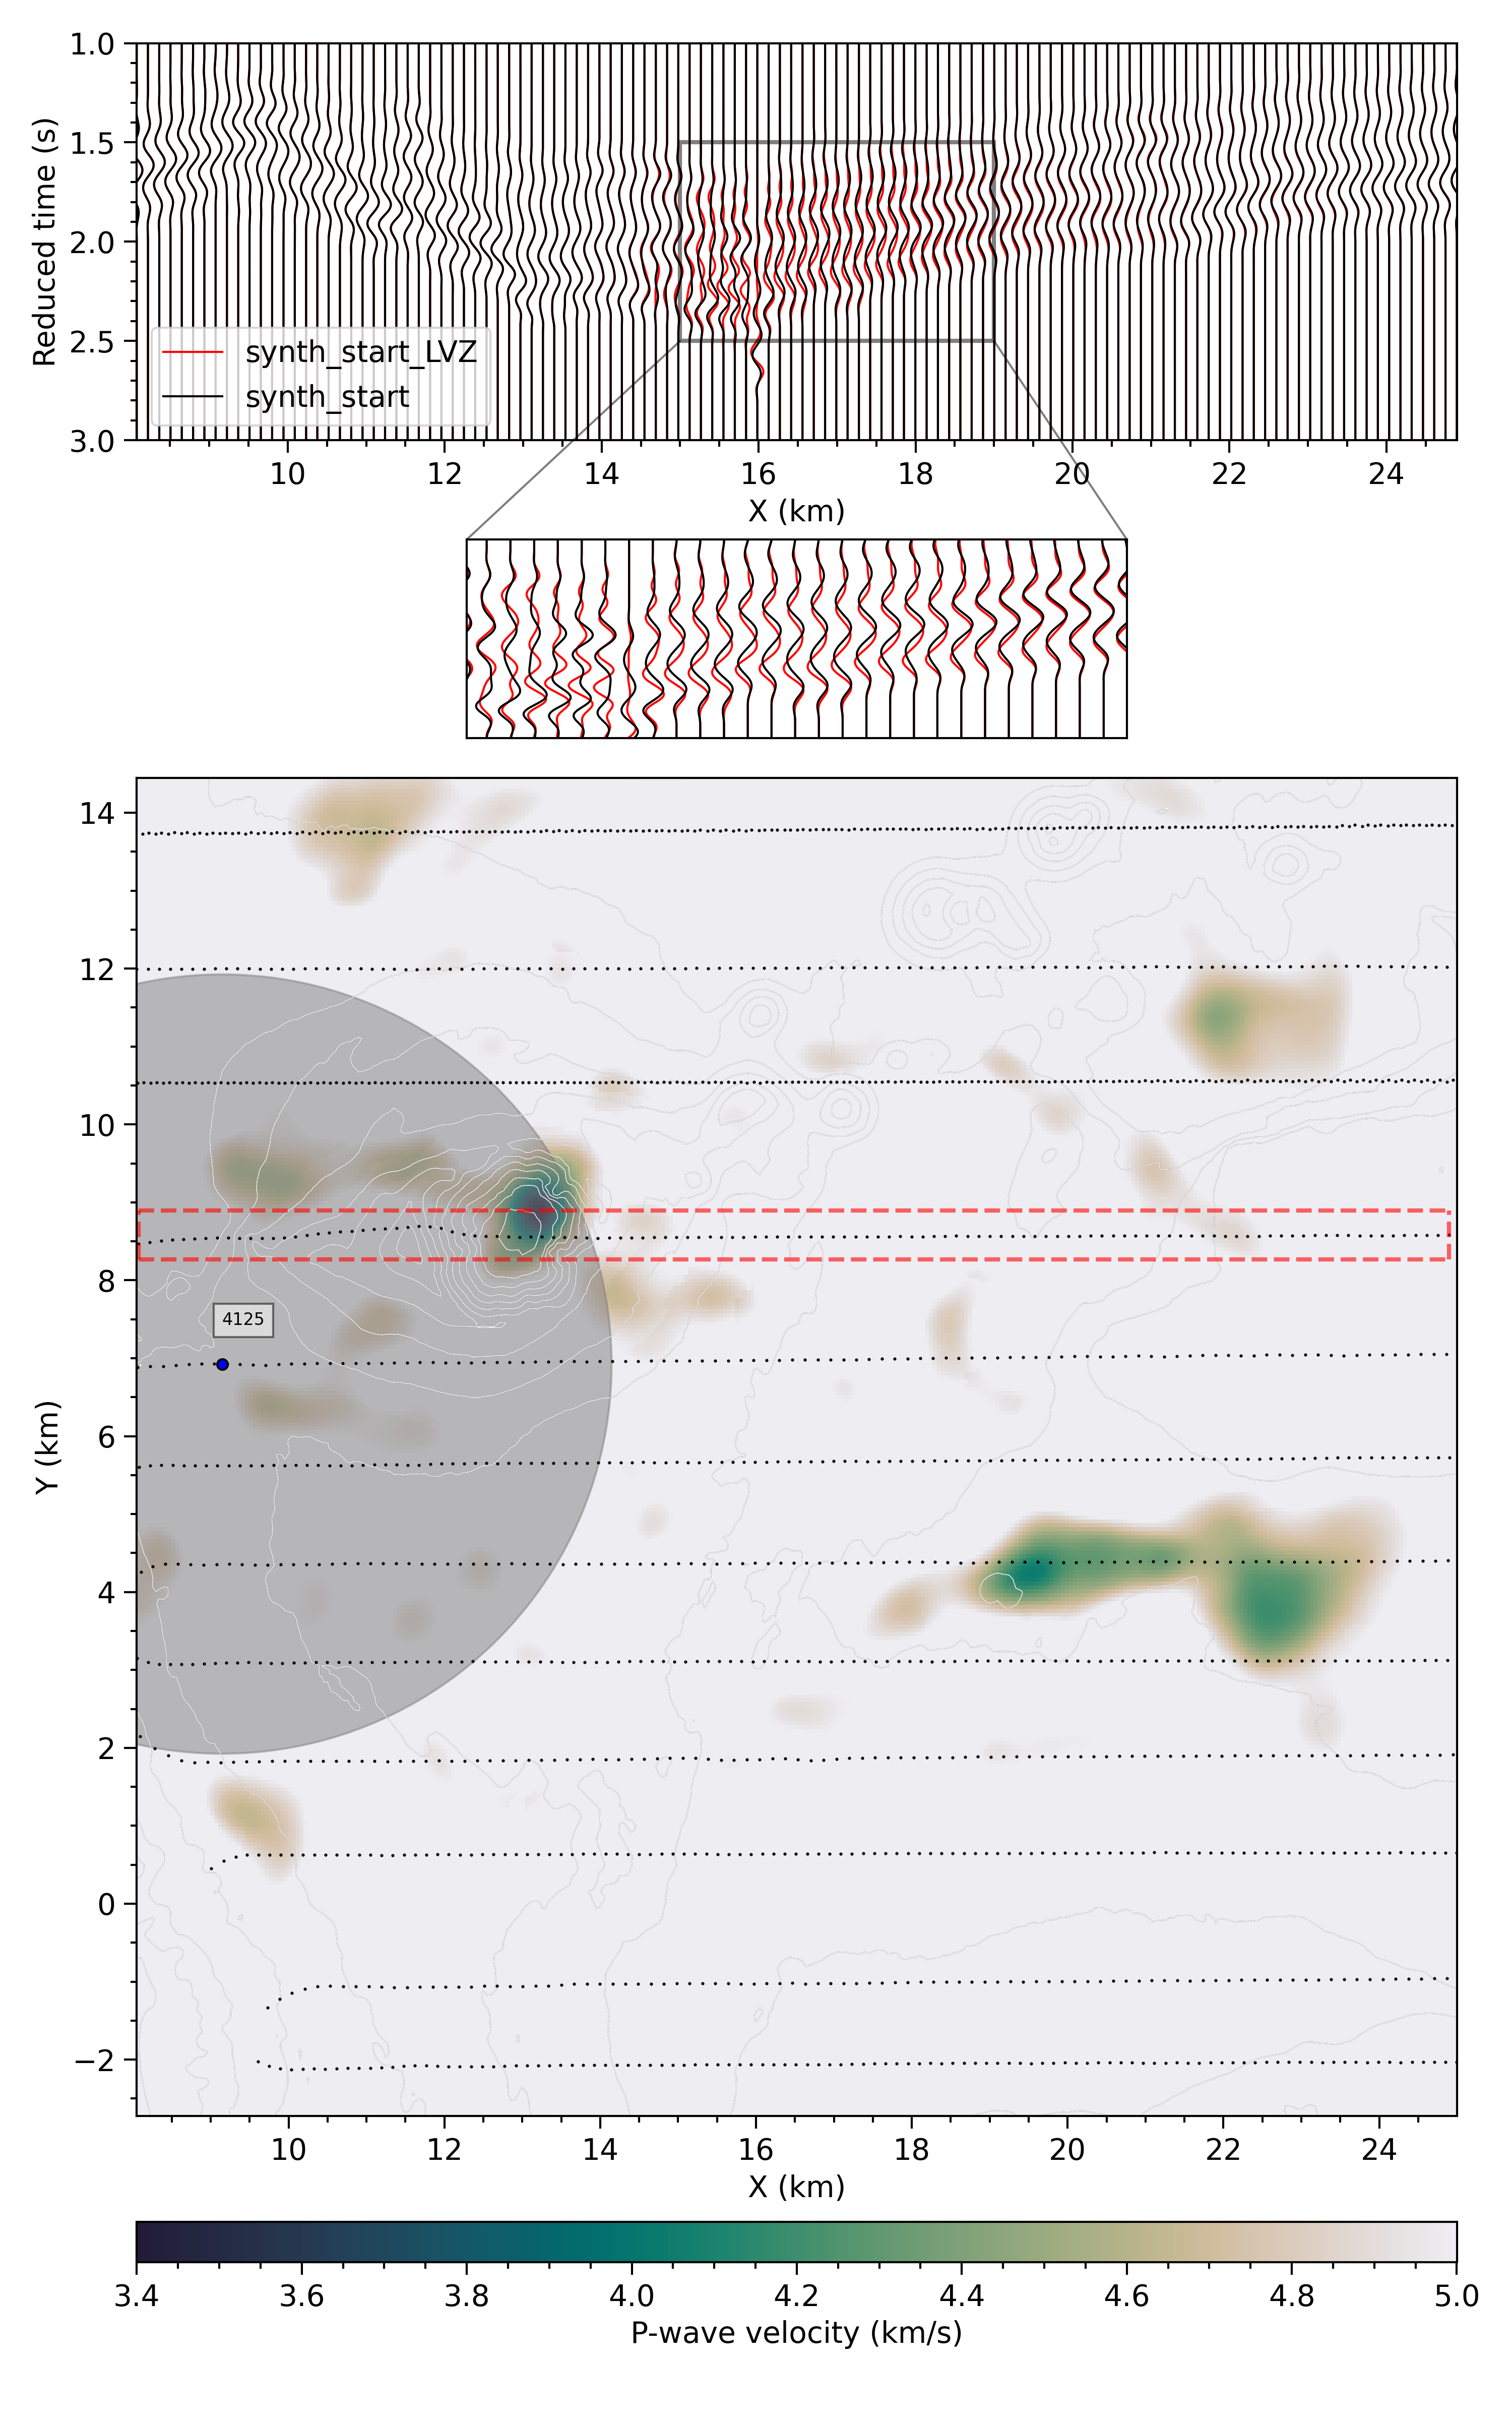 1.0
1.5
2.0
2.5
3.0
Reduced time (s)
synth_start_LVZ
synth_start
10 12 14 16 18 20 22 24
X (km)
14
12
10
8
6
4
2
0
−2
Y (km)
4125
10 12 14 16 18 20 22 24
X (km)
3.4 3.6 3.8 4.0 4.2 4.4 4.6 4.8 5.0
P-wave velocity (km/s)